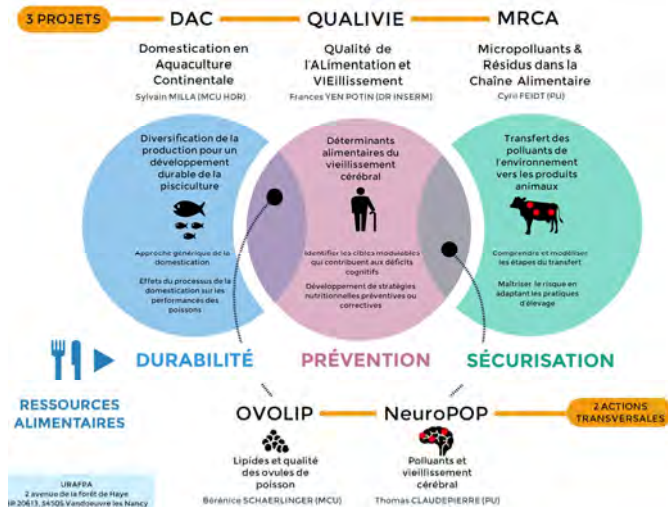 3 PROJETS
DAC
QUALIVIE
MRCA
Domestication en
Aquaculture
Continentale
Sylvain MILLA (MCU HDR)
QUalité de
l'ALimentation et
VIEillissement
Frances YEN POTIN (DR INSERM)
Micropolluants &
Résidus dans la
Chaîne Alimentaire
Cyril FEIDT (PU)
Diversification de la
production pour un
développement
durable de la
pisciculture
Approche générique de la
domestication
Effets du processus de la
domestication sur les
performances des
poissons
Déterminants
alimentaires du
vieillissement
cérébral
Identifier les cibles modulables
qui contribuent aux déficits
cognitifs
Développement de stratégies
nutritionnelles préventives ou
correctives
Transfert des
polluants de
l'environnement
vers les produits
animaux
Comprendre et modéliser
les étapes du transfert
Maîtriser le risque en
adaptant les pratiques
d'élevage
DURABILITÉ
PRÉVENTION
SÉCURISATION
RESSOURCES
ALIMENTAIRES
OVOLIP
NeuroPOP
2 ACTIONS
TRANSVERSALES
Lipides et qualité
des ovules de
poisson
Bérénice SCHAERLINGER (MCU)
Polluants et
vieillissement
cérébral
Thomas CLAUDEPIERRE (PU)
URAFPA
2 avenue de la forêt de Haye
BP 20613, 54505 Vandoeuvre les Nancy